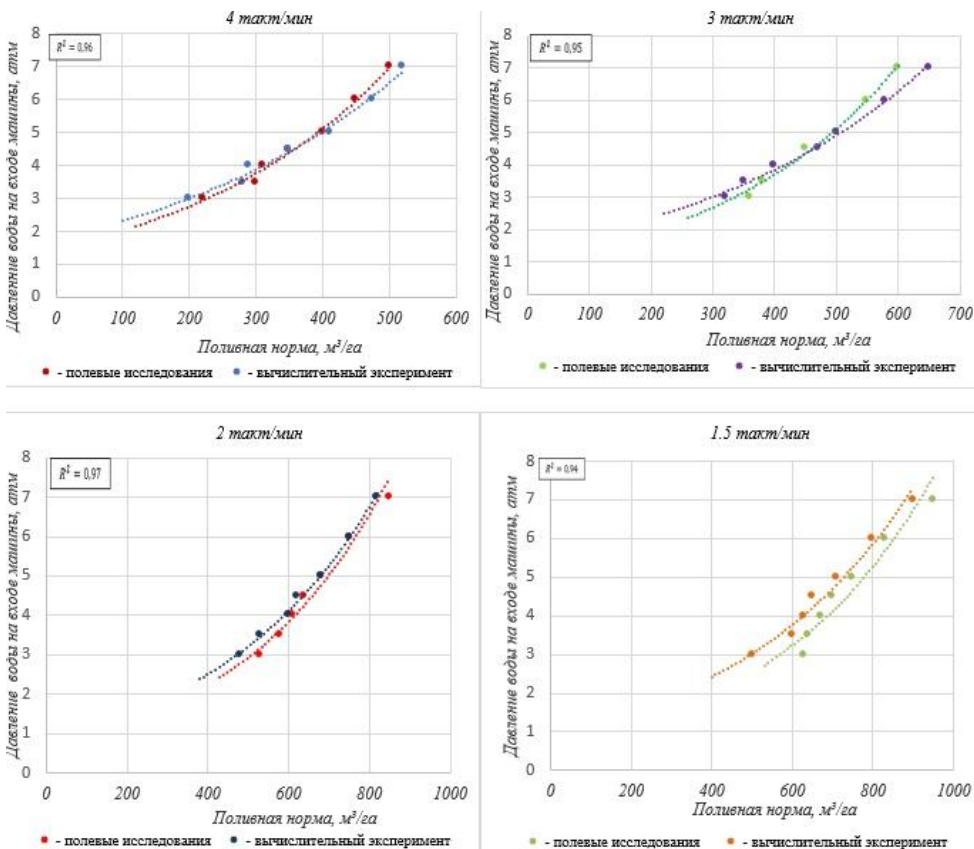 4 такт/мин
R² = 0,96
Давленние воды на входе машины, атм
8
7
6
5
4
3
2
1
0
0 100 200 300 400 500 600
Поливная норма, м³/га
- полевые исследования - вычислительный эксперимент
3 такт/мин
R² = 0,95
Давление воды на входе машины, атм
8
7
6
5
4
3
2
1
0
0 100 200 300 400 500 600 700
Поливная норма, м³/га
- полевые исследования - вычислительный эксперимент
2 такт/мин
R² = 0,97
Давление воды на входе машины, атм
8
7
6
5
4
3
2
1
0
0 200 400 600 800 1000
Поливная норма, м³/га
- полевые исследования - вычислительный эксперимент
1.5 такт/мин
R² = 0,94
Давление воды на входе машины, атм
8
7
6
5
4
3
2
1
0
0 200 400 600 800 1000
Поливная норма, м³/га
- полевые исследования - вычислительный эксперимент